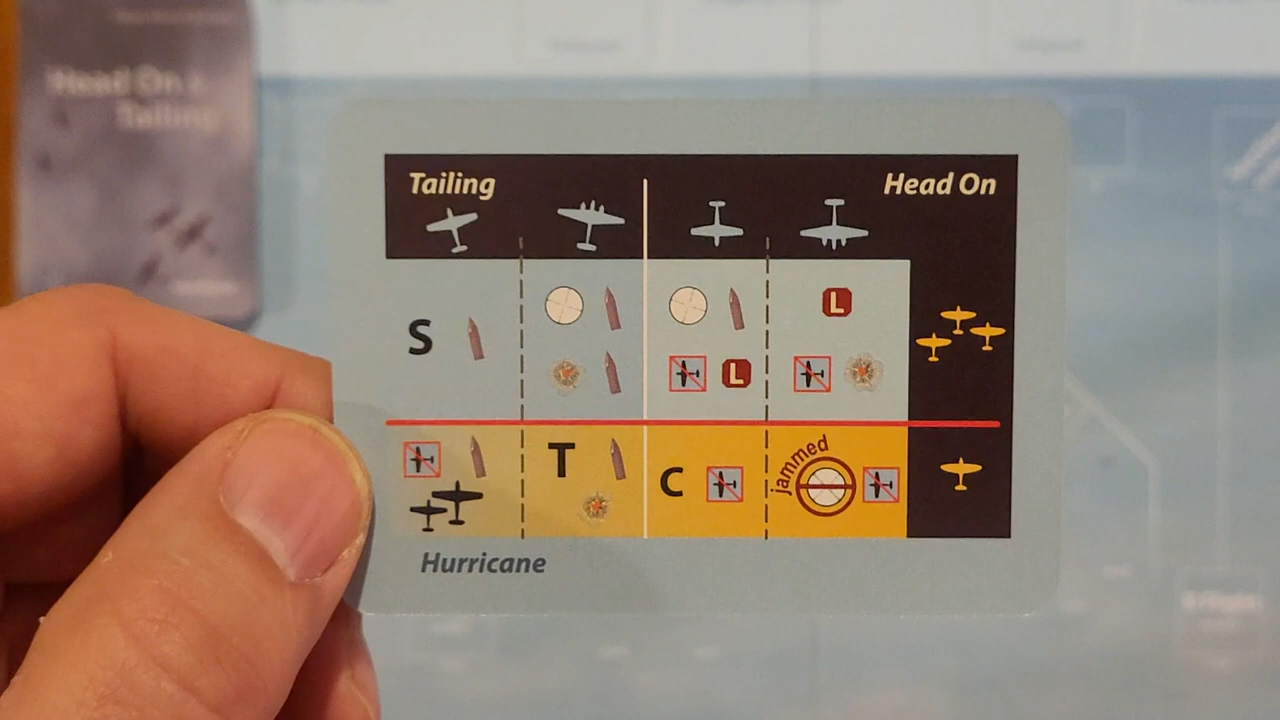 Head On &
Tailing
Tailing
Head On
S
L
L
T
C
jammed
Hurricane